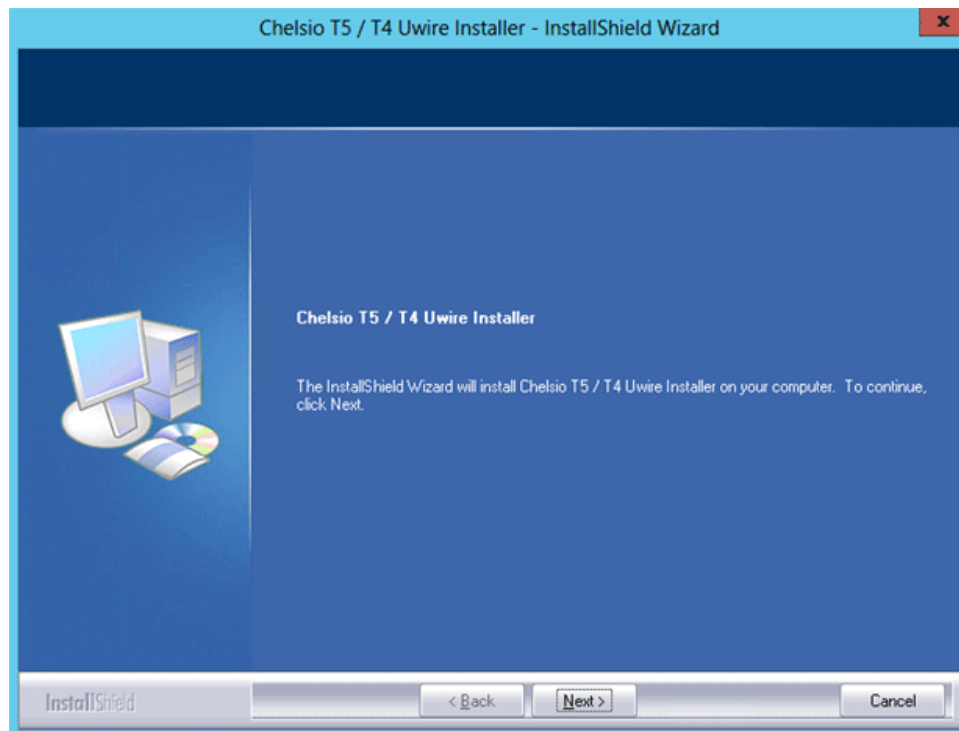 Chelsio T5 / T4 Uwire Installer - InstallShield Wizard
x
Chelsio T5 / T4 Uwire Installer
The InstallShield Wizard will install Chelsio T5 / T4 Uwire Installer on your computer. To continue,
click Next.
InstallShield
< Back
Next >
Cancel